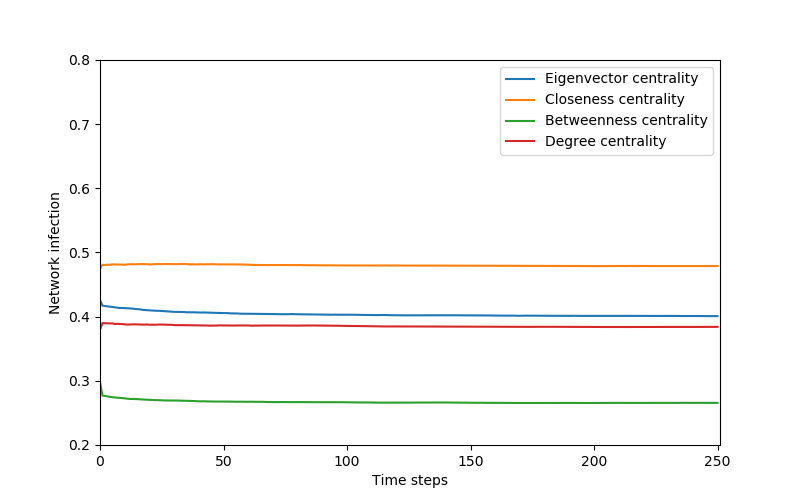 0.8
0.7
0.6
0.5
0.4
0.3
0.2
Network infection
Eigenvector centrality
Closeness centrality
Betweenness centrality
Degree centrality
0 50 100 150 200 250
Time steps